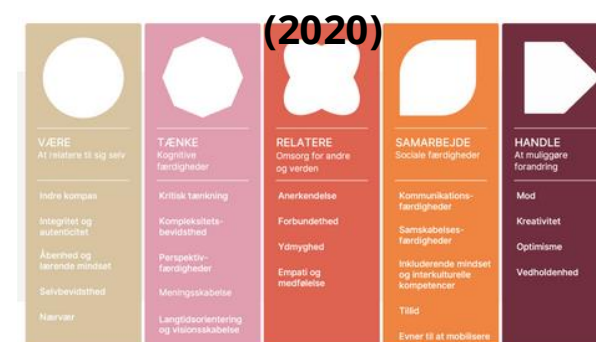 (2020)
VÆRE
At relatere til sig selv
Indre kompas
Integritet og
autenticitet
Åbenhed og
lærende mindset
Selvbevidsthed
Nærvær
TÆNKE
Kognitive
færdigheder
Kritisk tænkning
Kompleksitets-
bevidsthed
Perspektiv-
færdigheder
Meningsskabelse
Langtidsorientering
og visionsskabelse
RELATERE
Omsorg for andre
og verden
Anerkendelse
Forbundethed
Ydmyghed
Empati og
medfølelse
SAMARBEJDE
Sociale færdigheder
Kommunikations-
færdigheder
Samskabelses-
færdigheder
Inkluderende mindset
og interkulturelle
kompetencer
Tillid
Evner til at mobilisere
HANDLE
At muliggøre
forandring
Mod
Kreativitet
Optimisme
Vedholdenhed